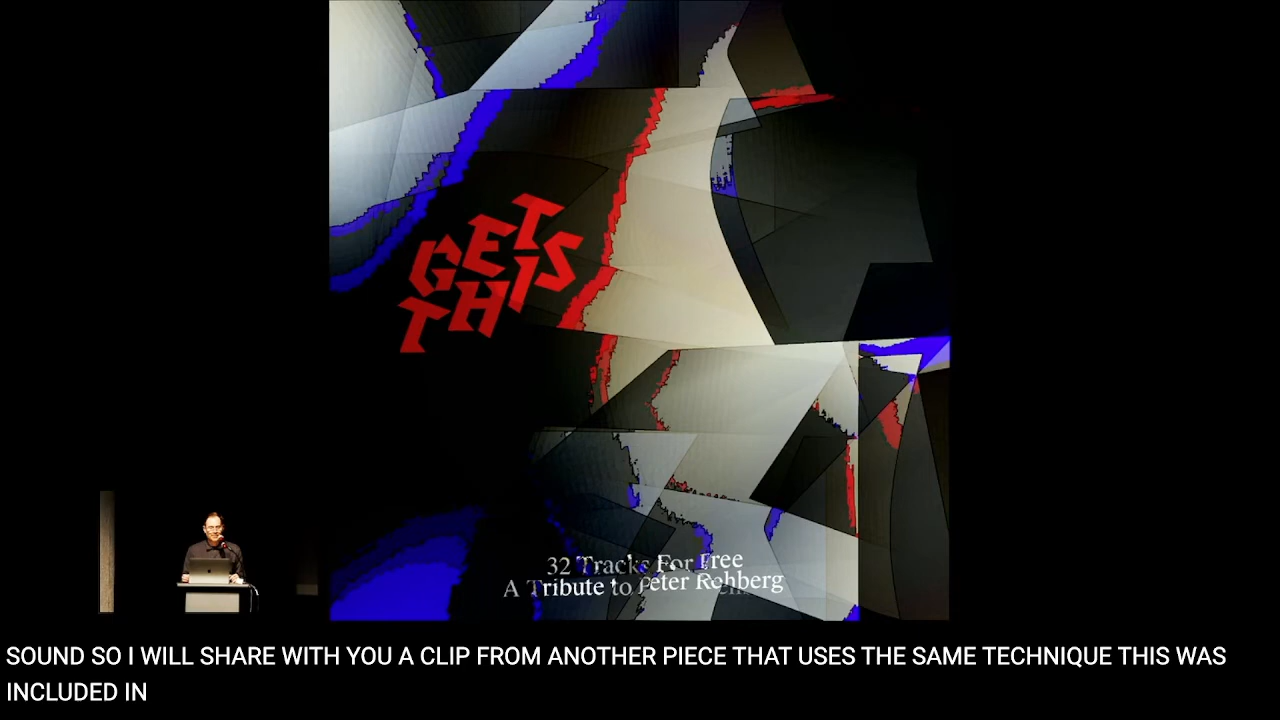 GETS
THIS
32 Tracks For Free
A Tribute to Peter Rehberg
SOUND SO I WILL SHARE WITH YOU A CLIP FROM ANOTHER PIECE THAT USES THE SAME TECHNIQUE THIS WAS
INCLUDED IN